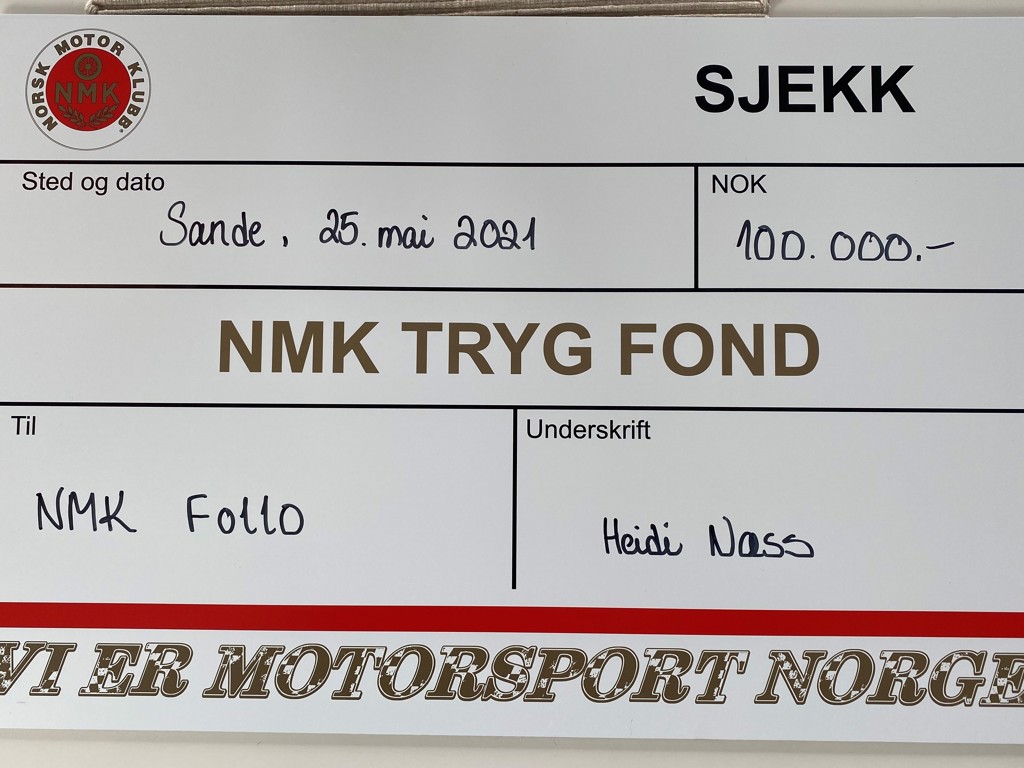 NORSK MOTOR KLUBB
NMK
SJEKK
Sted og dato
Sande, 25. mai 2021
NOK
100.000.-
NMK TRYG FOND
Til
NMK Follo
Underskrift
Heidi Nass
VI ER MOTORSPORT NORGE